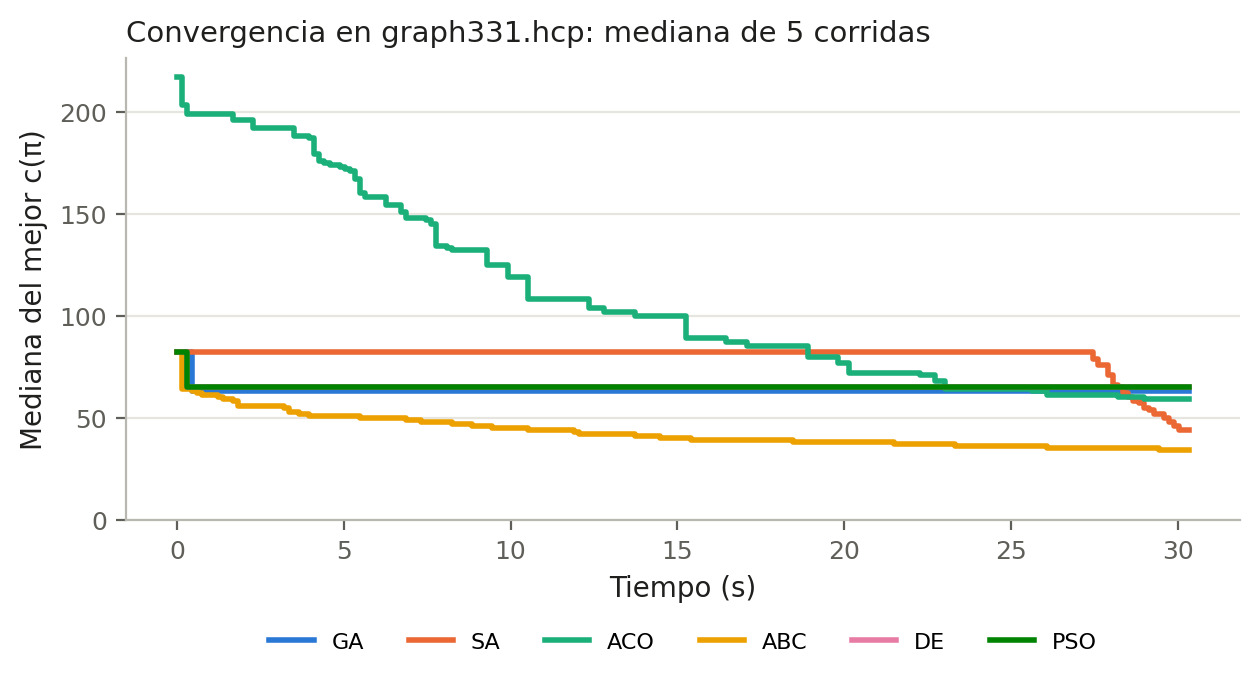 Convergencia en graph331.hcp: mediana de 5 corridas
Mediana del mejor c(π)
200
150
100
50
0
0 5 10 15 20 25 30
Tiempo (s)
GA SA ACO ABC DE PSO